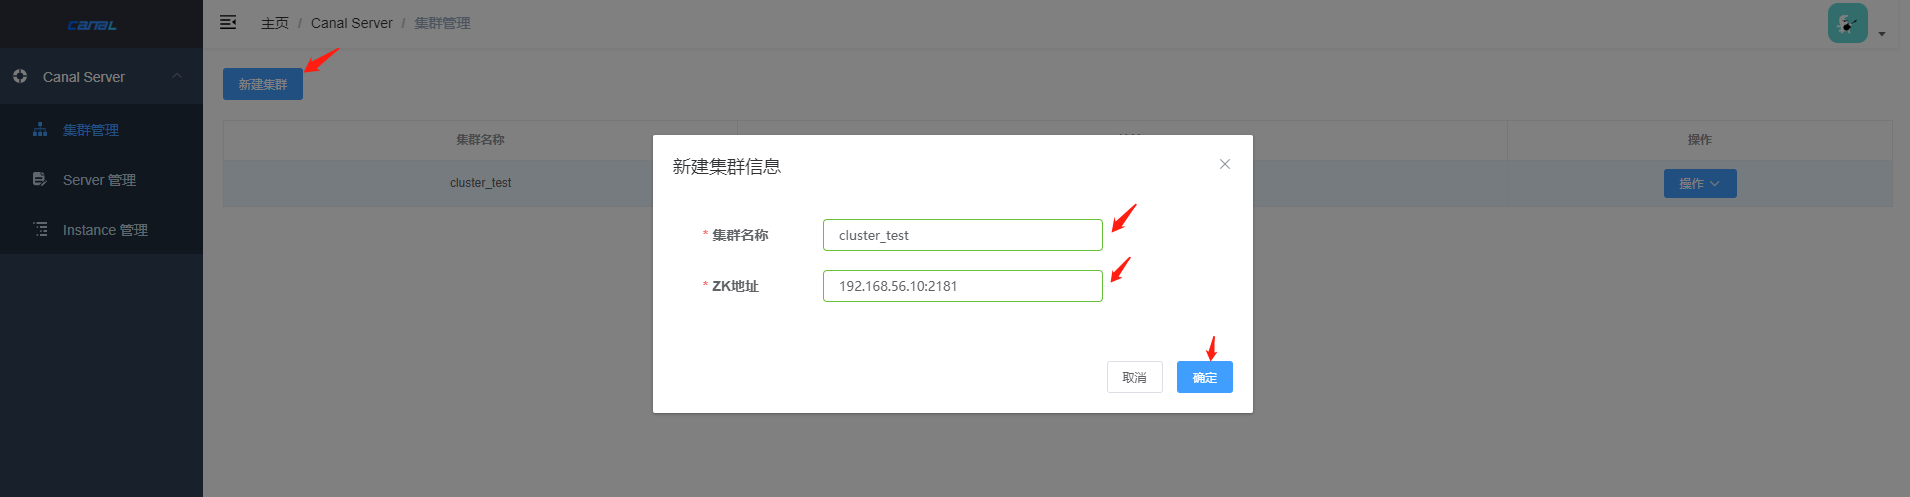 canal
主页 / Canal Server / 集群管理
Canal Server
集群管理
Server 管理
Instance 管理
新建集群
集群名称
操作
cluster_test
操作
新建集群信息
* 集群名称
cluster_test
* ZK地址
192.168.56.10:2181
取消
确定